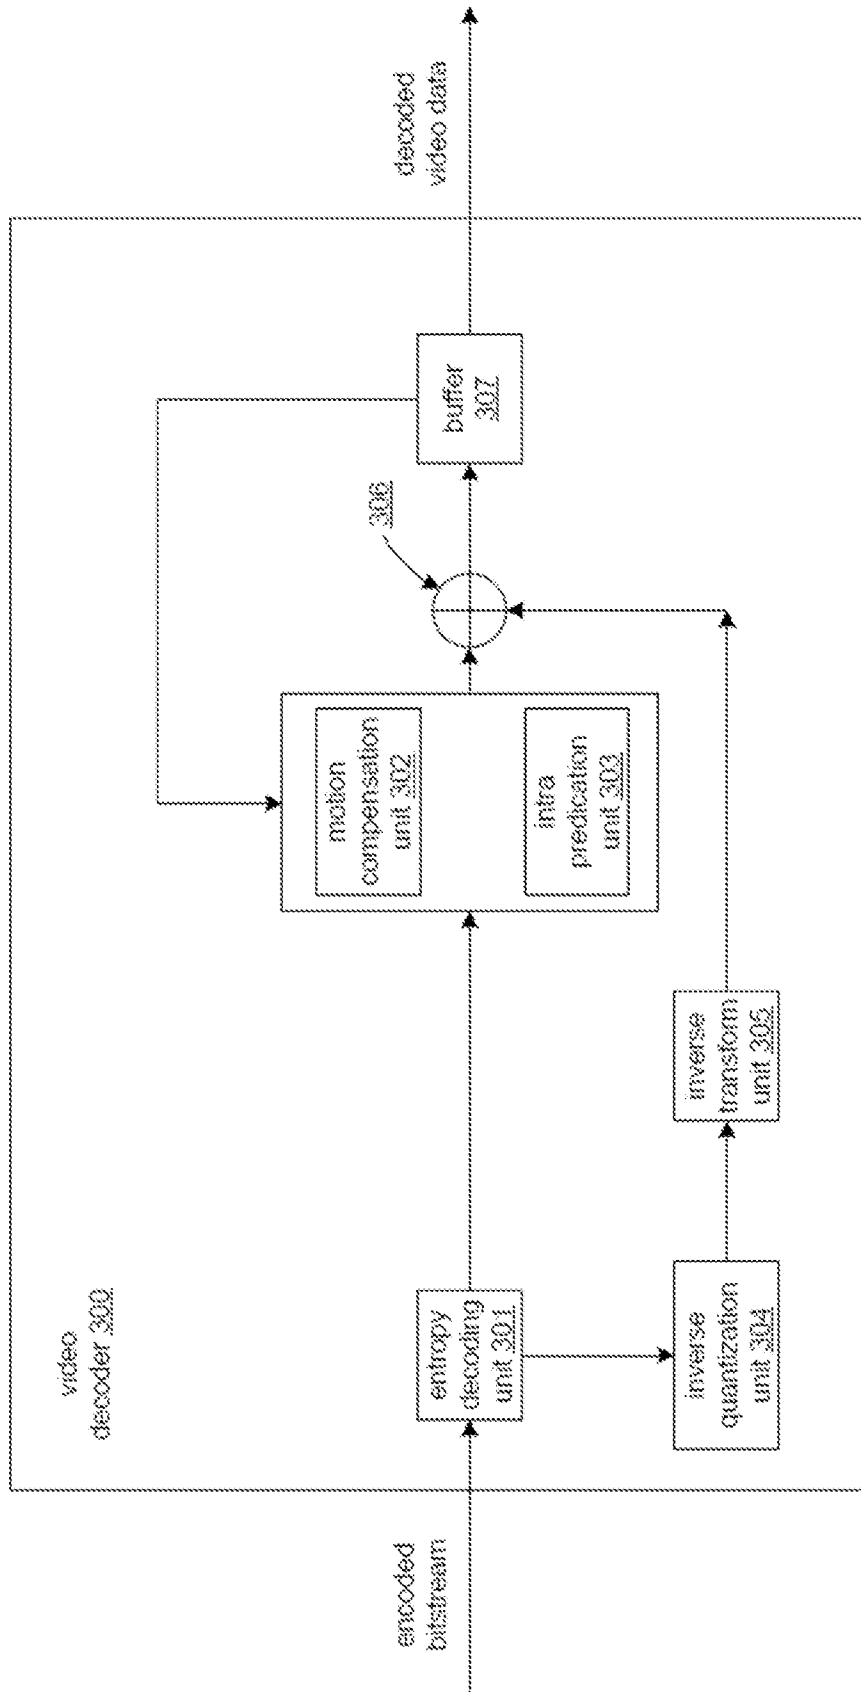 video
decoder 300
encoded
bitstream
entropy
decoding
unit 301
inverse
quantization
unit 304
inverse
transform
unit 305
motion
compensation
unit 302
intra
predication
unit 303
306
buffer
307
decoded
video data